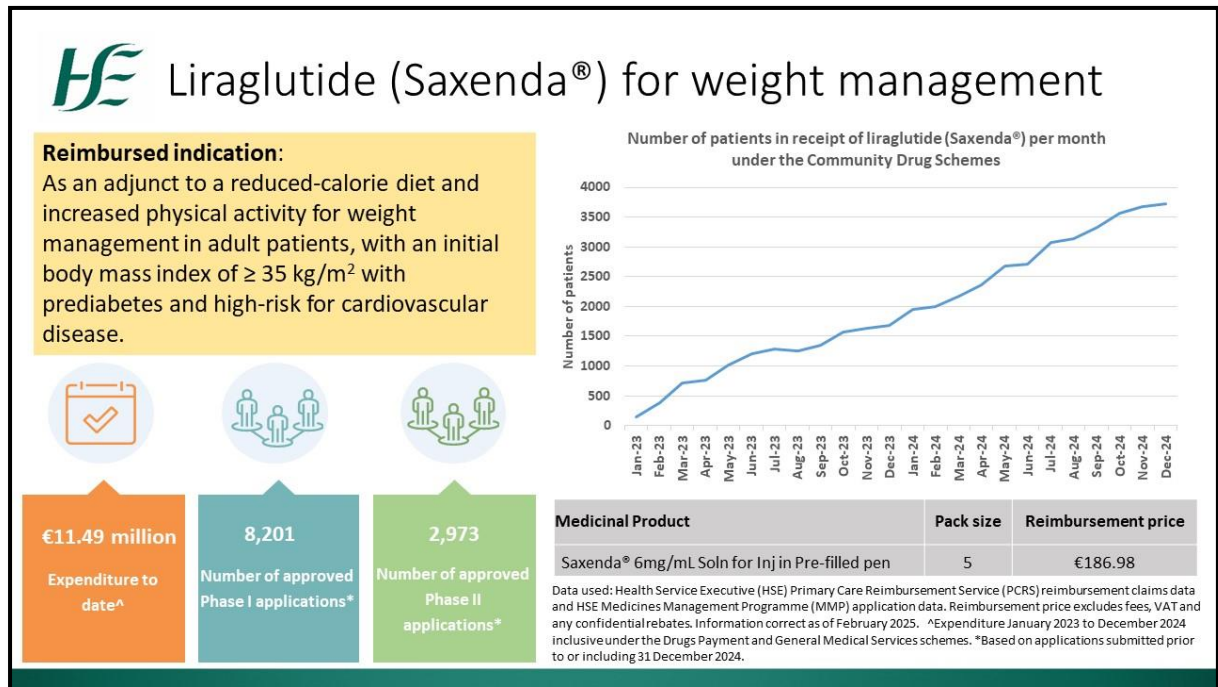 HSE
Liraglutide (Saxenda®) for weight management
Reimbursed indication:
As an adjunct to a reduced-calorie diet and
increased physical activity for weight
management in adult patients, with an initial
body mass index of ≥ 35 kg/m² with
prediabetes and high-risk for cardiovascular
disease.
€11.49 million
Expenditure to
date^
8,201
Number of approved
Phase I applications*
2,973
Number of approved
Phase II
applications*
Number of patients in receipt of liraglutide (Saxenda®) per month
under the Community Drug Schemes
Number of patients
4000
3500
3000
2500
2000
1500
1000
500
0
Jan-23
Feb-23
Mar-23
Apr-23
May-23
Jun-23
Jul-23
Aug-23
Sep-23
Oct-23
Nov-23
Dec-23
Jan-24
Feb-24
Mar-24
Apr-24
May-24
Jun-24
Jul-24
Aug-24
Sep-24
Oct-24
Nov-24
Dec-24
Medicinal Product Pack size Reimbursement price
Saxenda® 6mg/mL Soln for Inj in Pre-filled pen 5 €186.98
Data used: Health Service Executive (HSE) Primary Care Reimbursement Service (PCRS) reimbursement claims data
and HSE Medicines Management Programme (MMP) application data. Reimbursement price excludes fees, VAT and
any confidential rebates. Information correct as of February 2025. ^Expenditure January 2023 to December 2024
inclusive under the Drugs Payment and General Medical Services schemes. *Based on applications submitted prior
to or including 31 December 2024.